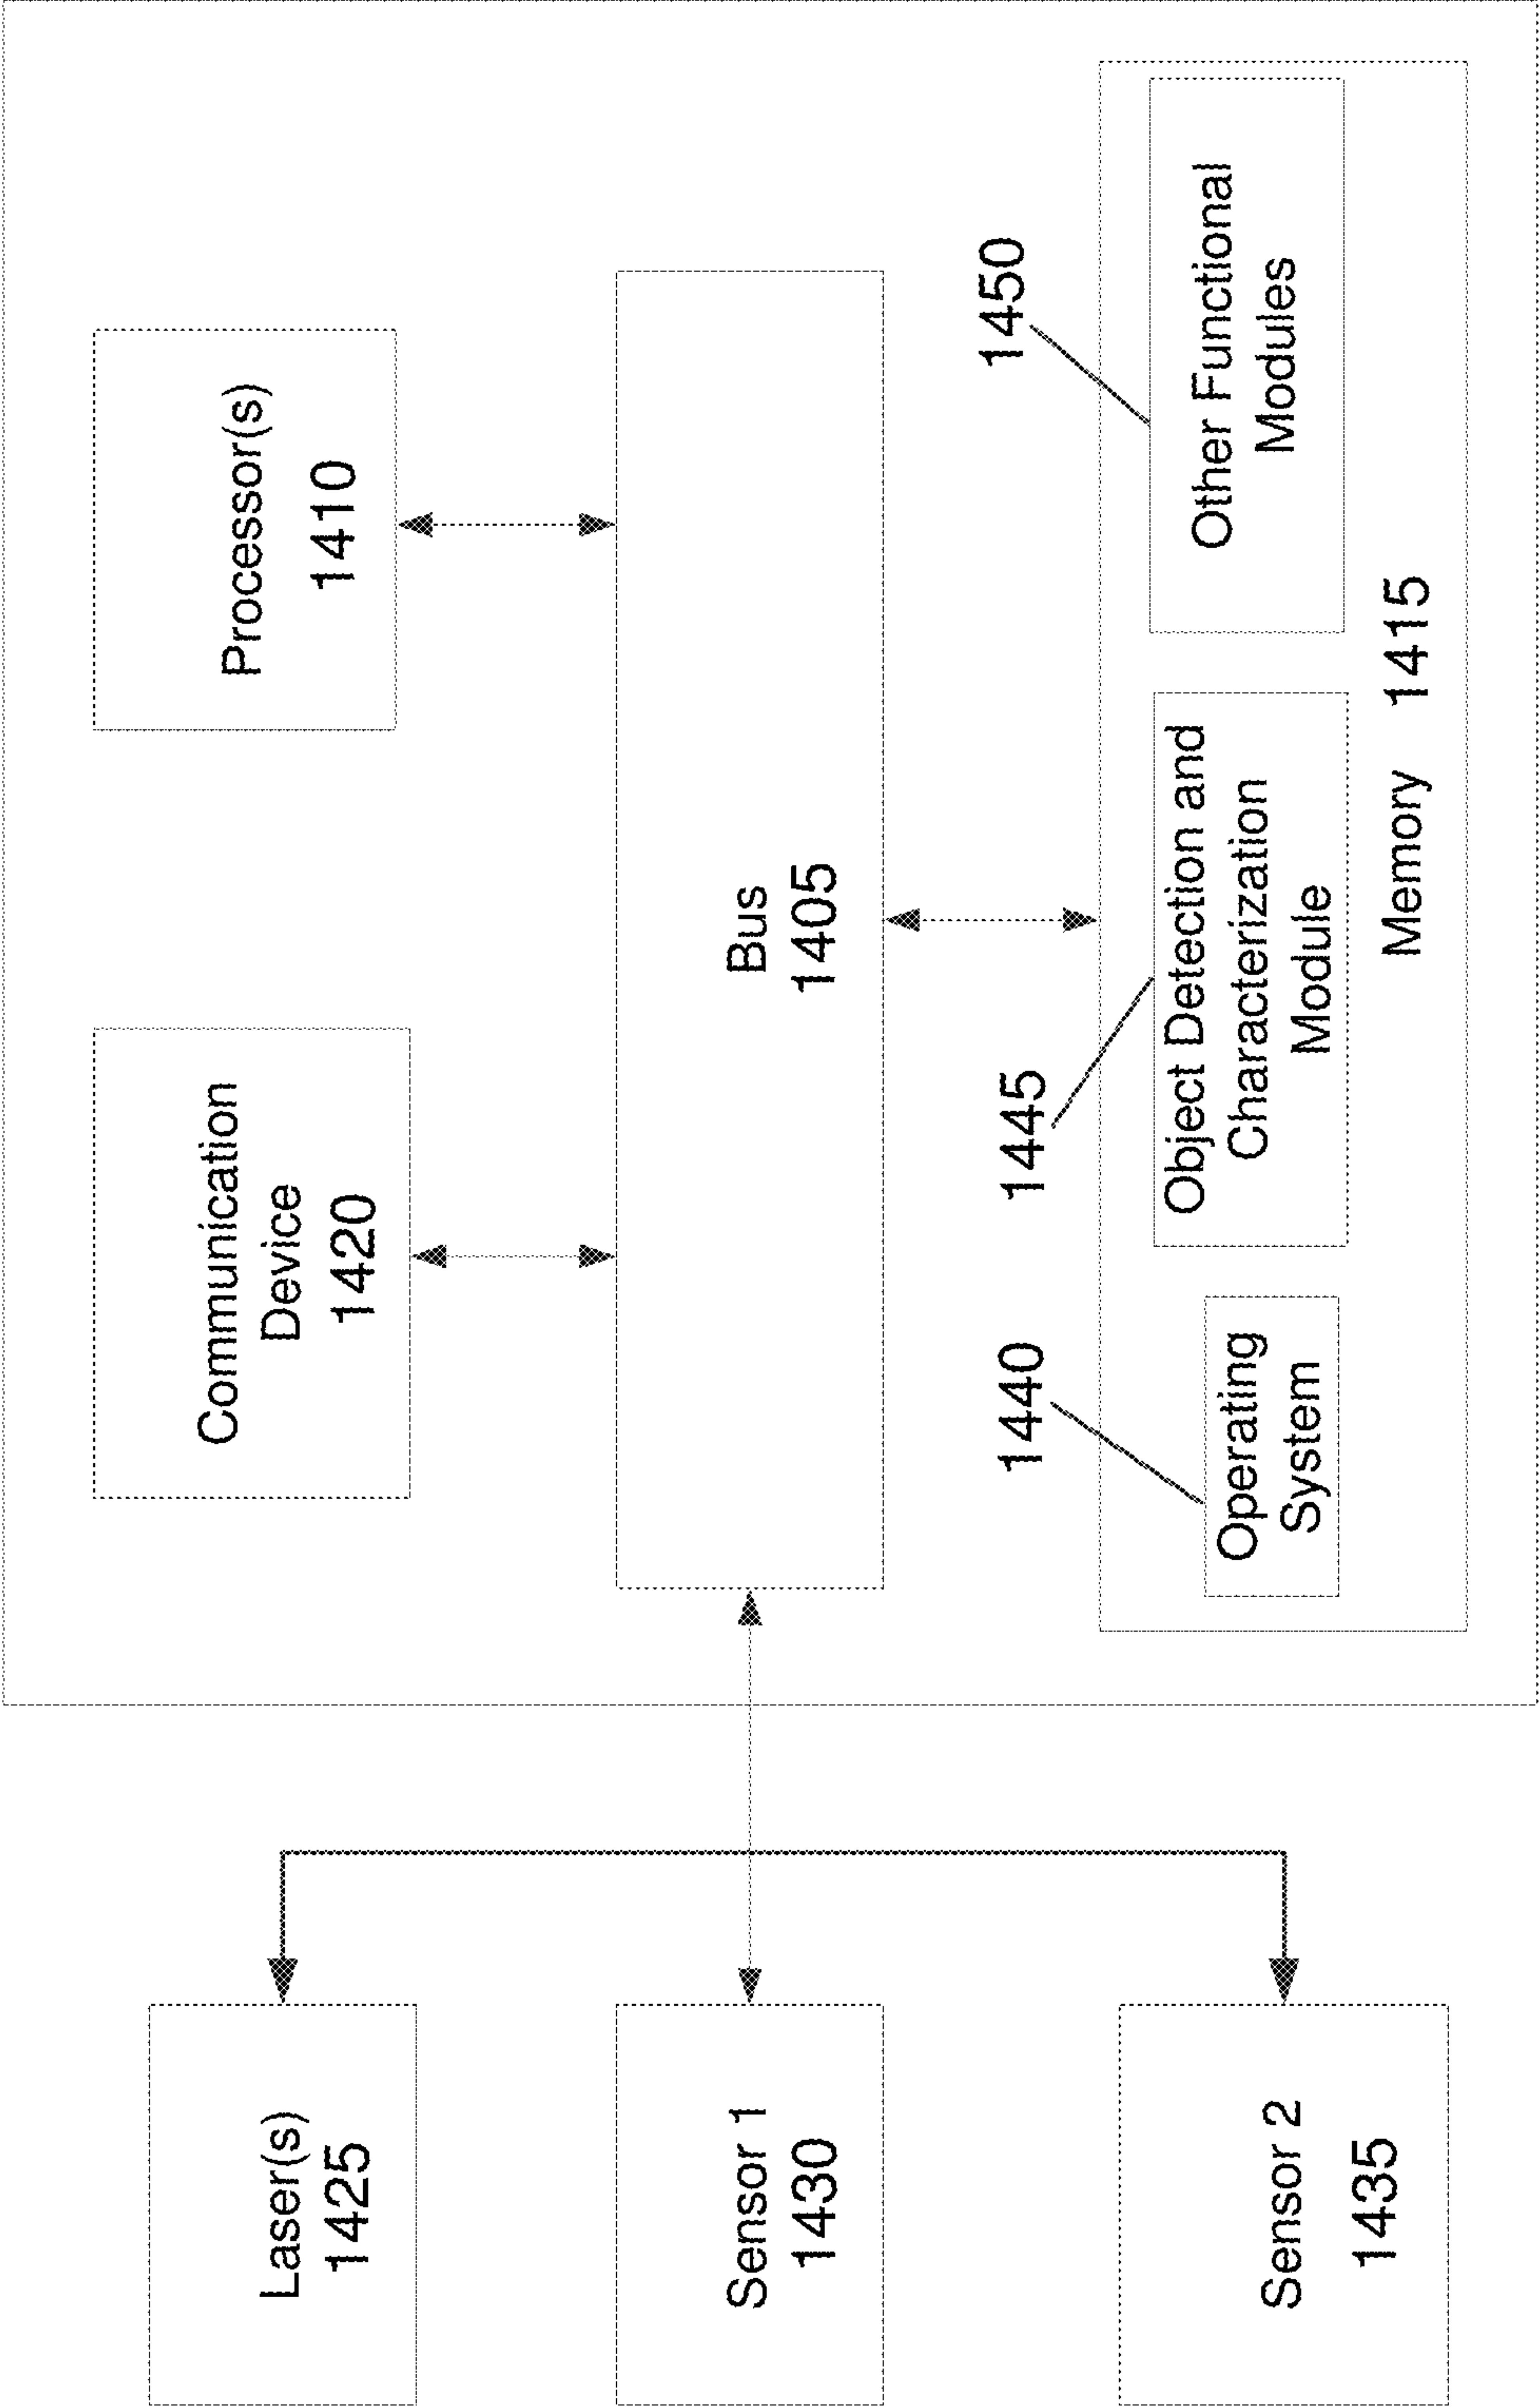 Laser(s)
1425
Communication
Device
1420
Processor(s)
1410
Sensor 1
1430
Bus
1405
Sensor 2
1435
1440
1445
1450
Operating
System
Object Detection and
Characterization
Module
Other Functional
Modules
Memory 1415